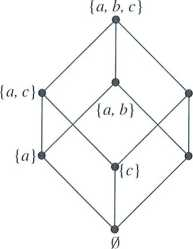 {a, b, c}
{a, c}
{a, b}
{a}
{c}
∅